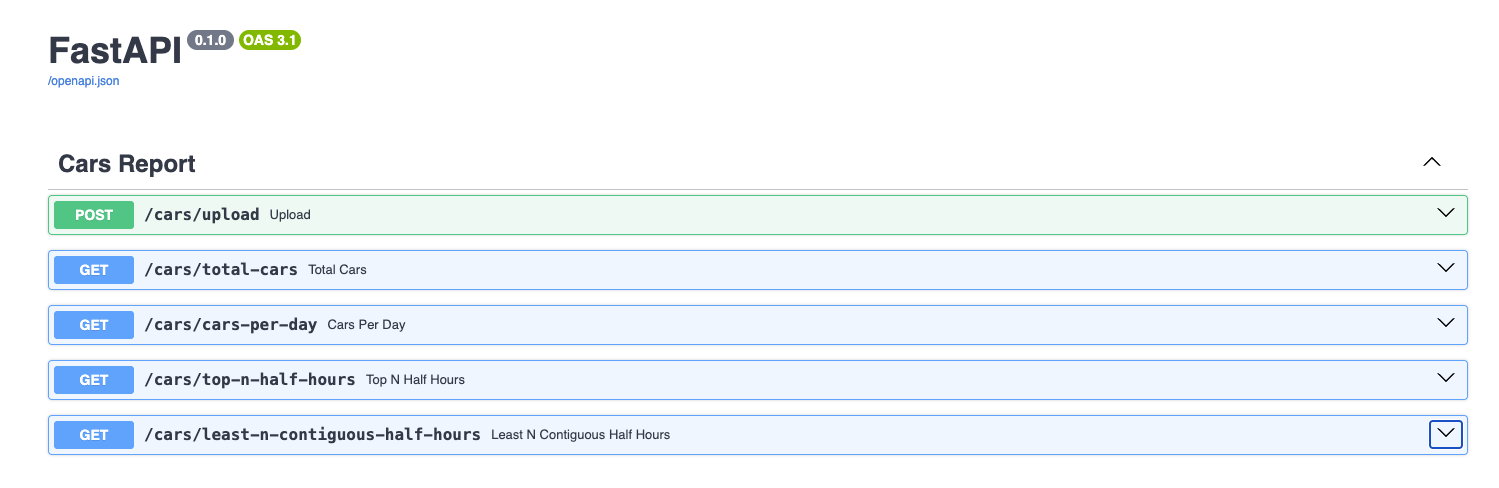 FastAPI 0.1.0 OAS 3.1
/openapi.json
Cars Report
POST /cars/upload Upload
GET /cars/total-cars Total Cars
GET /cars/cars-per-day Cars Per Day
GET /cars/top-n-half-hours Top N Half Hours
GET /cars/least-n-contiguous-half-hours Least N Contiguous Half Hours